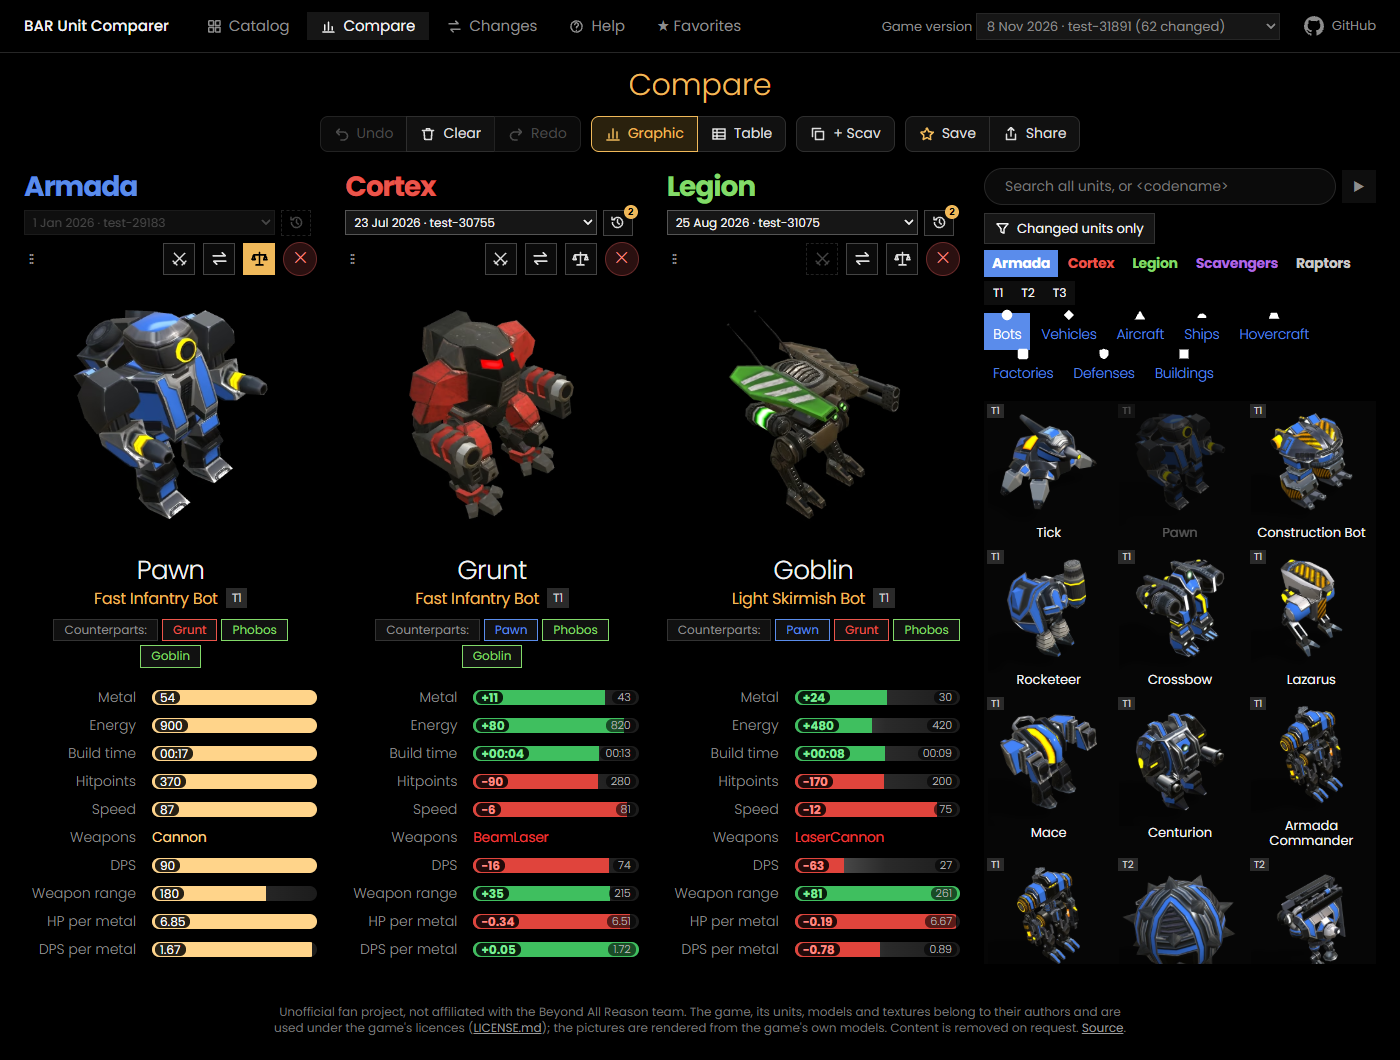 BAR Unit Comparer
Catalog
Compare
Changes
Help
★ Favorites
Game version
8 Nov 2026 · test-31891 (62 changed)
GitHub
Compare
Undo
Clear
Redo
Graphic
Table
+ Scav
Save
Share
Armada
1 Jan 2026 · test-29183
Pawn
Fast Infantry Bot T1
Counterparts: Grunt Phobos
Goblin
Metal 54
Energy 900
Build time 00:17
Hitpoints 370
Speed 87
Weapons Cannon
DPS 90
Weapon range 180
HP per metal 6.85
DPS per metal 1.67
Cortex
23 Jul 2026 · test-30755
2
Grunt
Fast Infantry Bot T1
Counterparts: Pawn Phobos
Goblin
Metal +11 43
Energy +80 820
Build time +00:04 00:13
Hitpoints -90 280
Speed -6 81
Weapons BeamLaser
DPS -16 74
Weapon range +35 215
HP per metal -0.34 6.51
DPS per metal +0.05 1.72
Legion
25 Aug 2026 · test-31075
2
Goblin
Light Skirmish Bot T1
Counterparts: Pawn Grunt Phobos
Metal +24 30
Energy +480 420
Build time +00:08 00:09
Hitpoints -170 200
Speed -12 75
Weapons LaserCannon
DPS -63 27
Weapon range +81 261
HP per metal -0.19 6.67
DPS per metal -0.78 0.89
Search all units, or <codename>
Changed units only
Armada Cortex Legion Scavengers Raptors
T1 T2 T3
Bots Vehicles Aircraft Ships Hovercraft
Factories Defenses Buildings
T1 T1 T1
Tick Pawn Construction Bot
T1 T1 T1
Rocketeer Crossbow Lazarus
T1 T1 T1
Mace Centurion Armada
Commander
T1 T2 T2
Unofficial fan project, not affiliated with the Beyond All Reason team. The game, its units, models and textures belong to their authors and are
used under the game's licences (LICENSE.md); the pictures are rendered from the game's own models. Content is removed on request. Source.